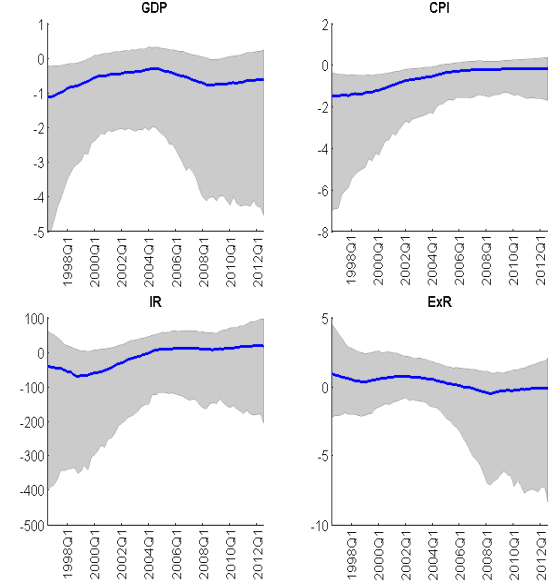 GDP
CPI
1
0
-1
-2
-3
-4
-5
1998Q1
2000Q1
2002Q1
2004Q1
2006Q1
2008Q1
2010Q1
2012Q1
2
0
-2
-4
-6
-8
1998Q1
2000Q1
2002Q1
2004Q1
2006Q1
2008Q1
2010Q1
2012Q1
IR
ExR
100
0
-100
-200
-300
-400
-500
1998Q1
2000Q1
2002Q1
2004Q1
2006Q1
2008Q1
2010Q1
2012Q1
5
0
-5
-10
1998Q1
2000Q1
2002Q1
2004Q1
2006Q1
2008Q1
2010Q1
2012Q1